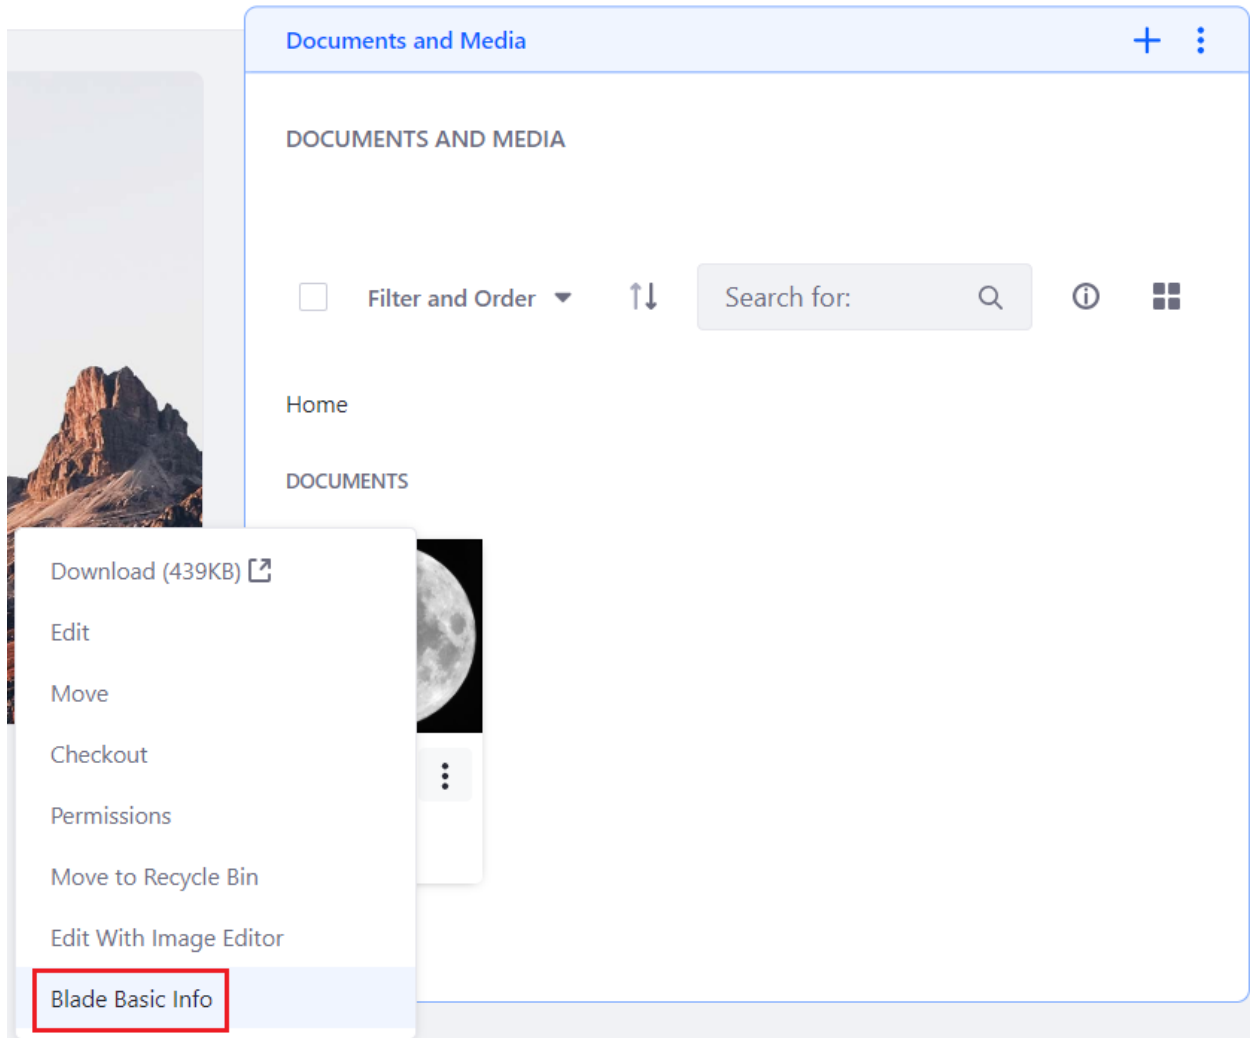 Documents and Media
DOCUMENTS AND MEDIA
Filter and Order
Search for:
Home
DOCUMENTS
Download (439KB)
Edit
Move
Checkout
Permissions
Move to Recycle Bin
Edit With Image Editor
Blade Basic Info